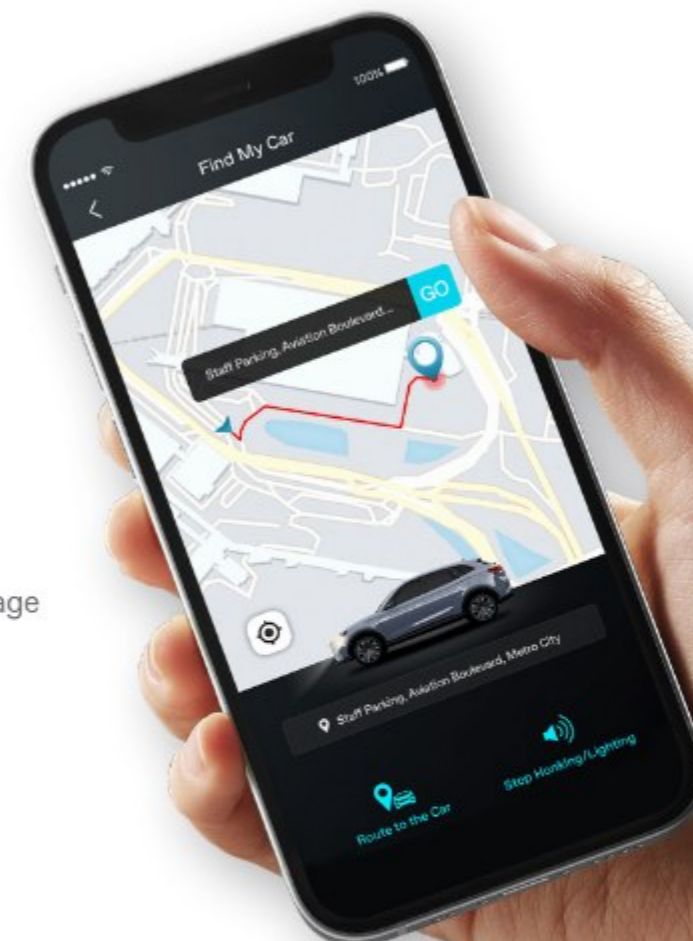 100%
Find My Car
Staff Parking, Aviation Boulevard...
GO
age
Staff Parking, Aviation Boulevard, Metro City
Route to the Car
Stop Honking/Lighting